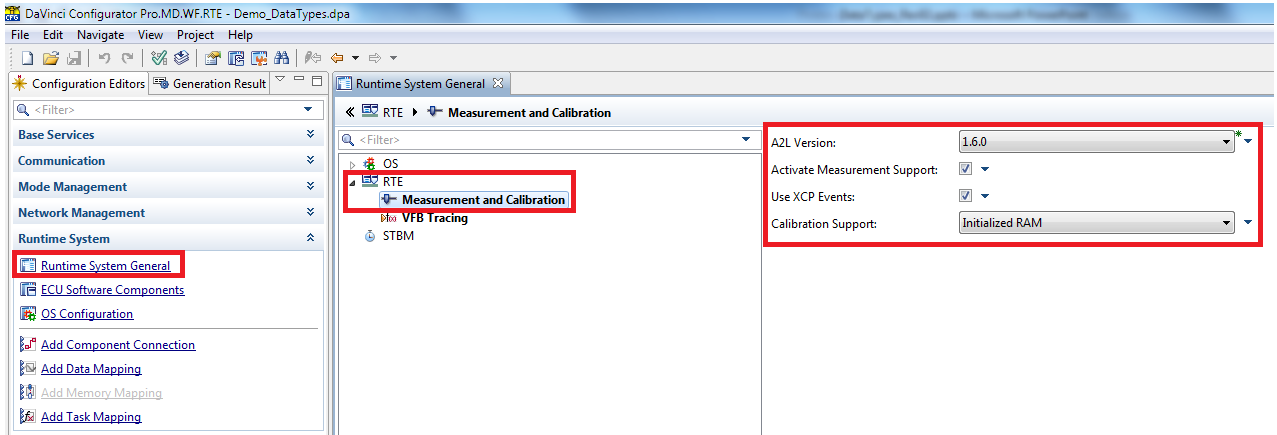 DaVinci Configurator Pro.MD.WF.RTE - Demo_DataTypes.dpa
File Edit Navigate View Project Help
Configuration Editors Generation Result
Runtime System General
<Filter>
RTE Measurement and Calibration
Base Services
<Filter>
Communication
OS
Mode Management
RTE
Network Management
Measurement and Calibration
Runtime System
VFB Tracing
STBM
Runtime System General
ECU Software Components
OS Configuration
Add Component Connection
Add Data Mapping
Add Memory Mapping
Add Task Mapping
A2L Version: 1.6.0
Activate Measurement Support:
Use XCP Events:
Calibration Support: Initialized RAM